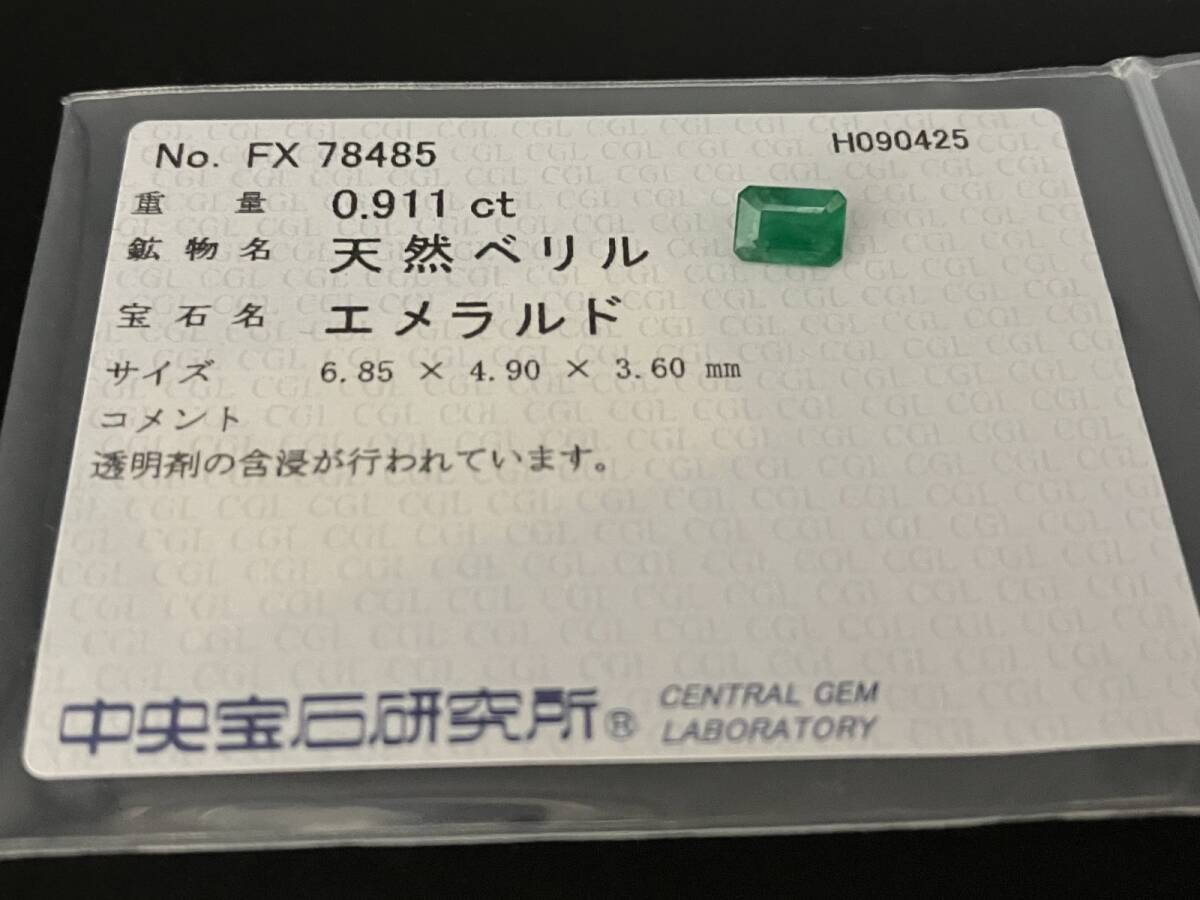 No. FX 78485
H090425
重量 0.911 ct
鉱物名 天然ベリル
宝石名 エメラルド
サイズ 6.85 × 4.90 × 3.60 mm
コメント
透明剤の含浸が行われています。
中央宝石研究所® CENTRAL GEM
LABORATORY